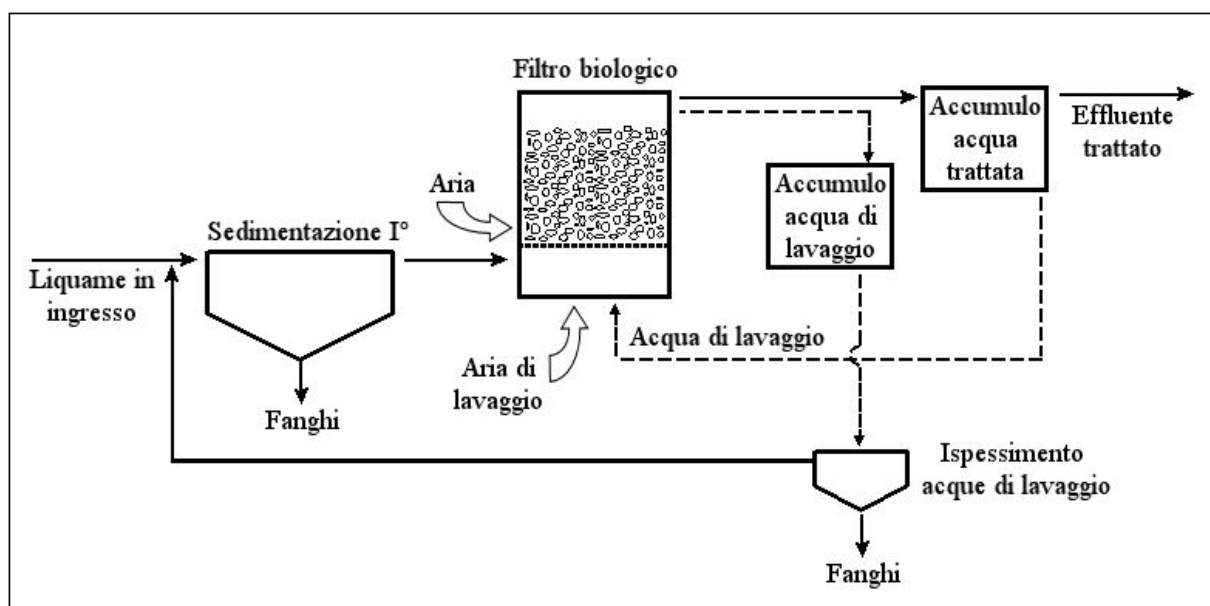 Filtro biologico
Accumulo
acqua
trattata
Effluente
trattato
Aria
Accumulo
acqua di
lavaggio
Sedimentazione I°
Liquame in
ingresso
Acqua di lavaggio
Aria di
lavaggio
Fanghi
Ispessimento
acque di lavaggio
Fanghi